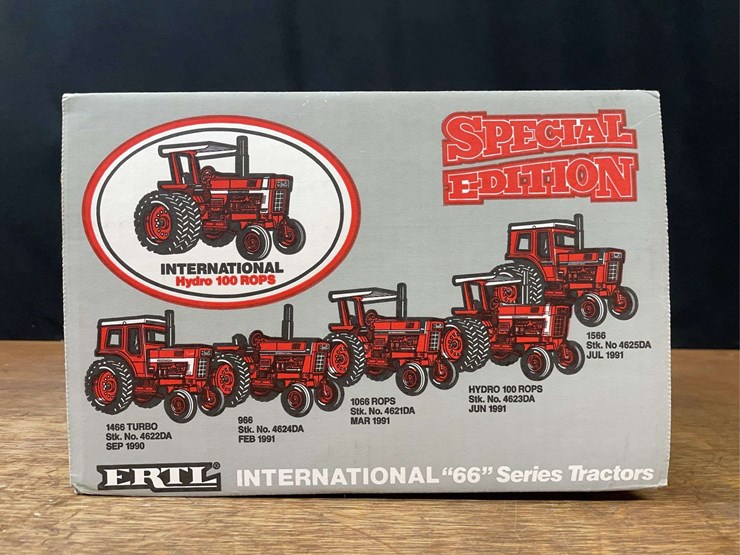 SPECIAL
EDITION
INTERNATIONAL
Hydro 100 ROPS
1566
Stk. No 4625DA
JUL 1991
HYDRO 100 ROPS
Stk. No. 4623DA
JUN 1991
1066 ROPS
Stk. No. 4621DA
MAR 1991
966
Stk. No. 4624DA
FEB 1991
1466 TURBO
Stk. No. 4622DA
SEP 1990
ERTL® INTERNATIONAL "66" Series Tractors